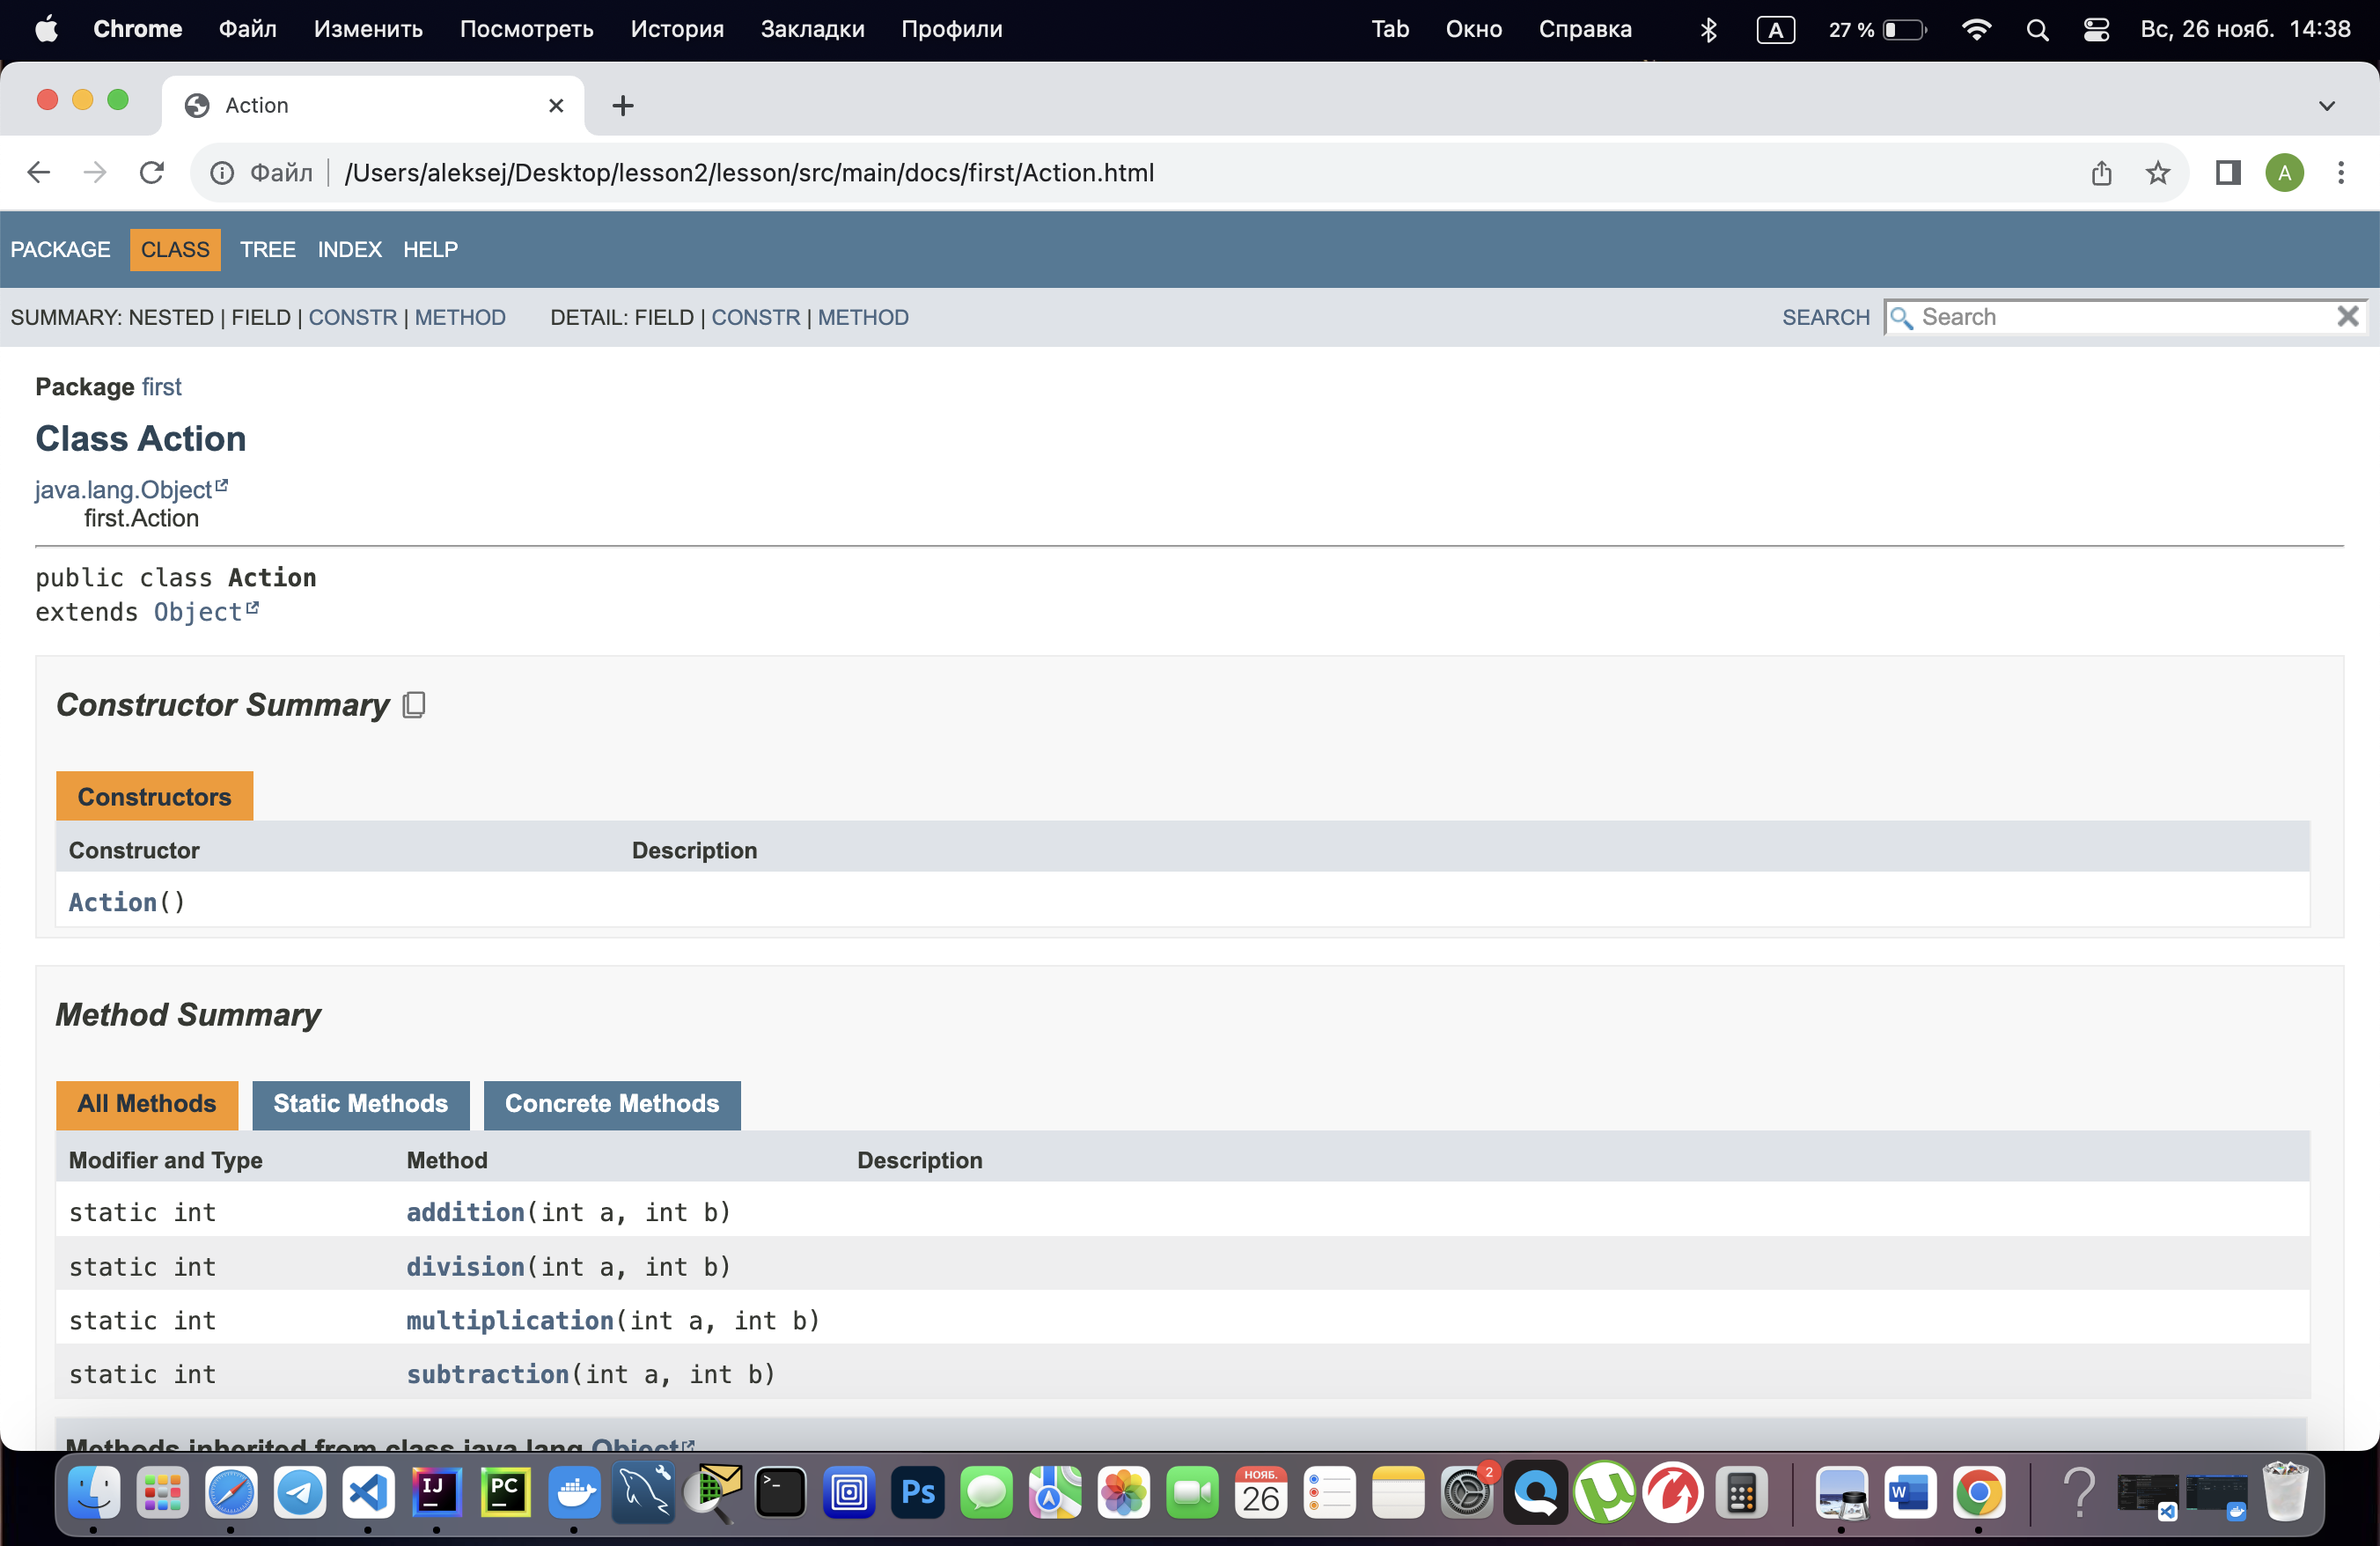 Chrome Файл Изменить Посмотреть История Закладки Профили Tab Окно Справка A 27 % Вс, 26 нояб. 14:38
Action
Файл /Users/aleksej/Desktop/lesson2/lesson/src/main/docs/first/Action.html A
PACKAGE CLASS TREE INDEX HELP
SUMMARY: NESTED | FIELD | CONSTR | METHOD DETAIL: FIELD | CONSTR | METHOD SEARCH Search
Package first
Class Action
java.lang.Object
first.Action
public class Action
extends Object
Constructor Summary
Constructors
Constructor Description
Action()
Method Summary
All Methods Static Methods Concrete Methods
Modifier and Type Method Description
static int addition(int a, int b)
static int division(int a, int b)
static int multiplication(int a, int b)
static int subtraction(int a, int b)
Methods inherited from class java.lang.Object
IJ PC >_ Ps НОЯБ. 26 2 W ?